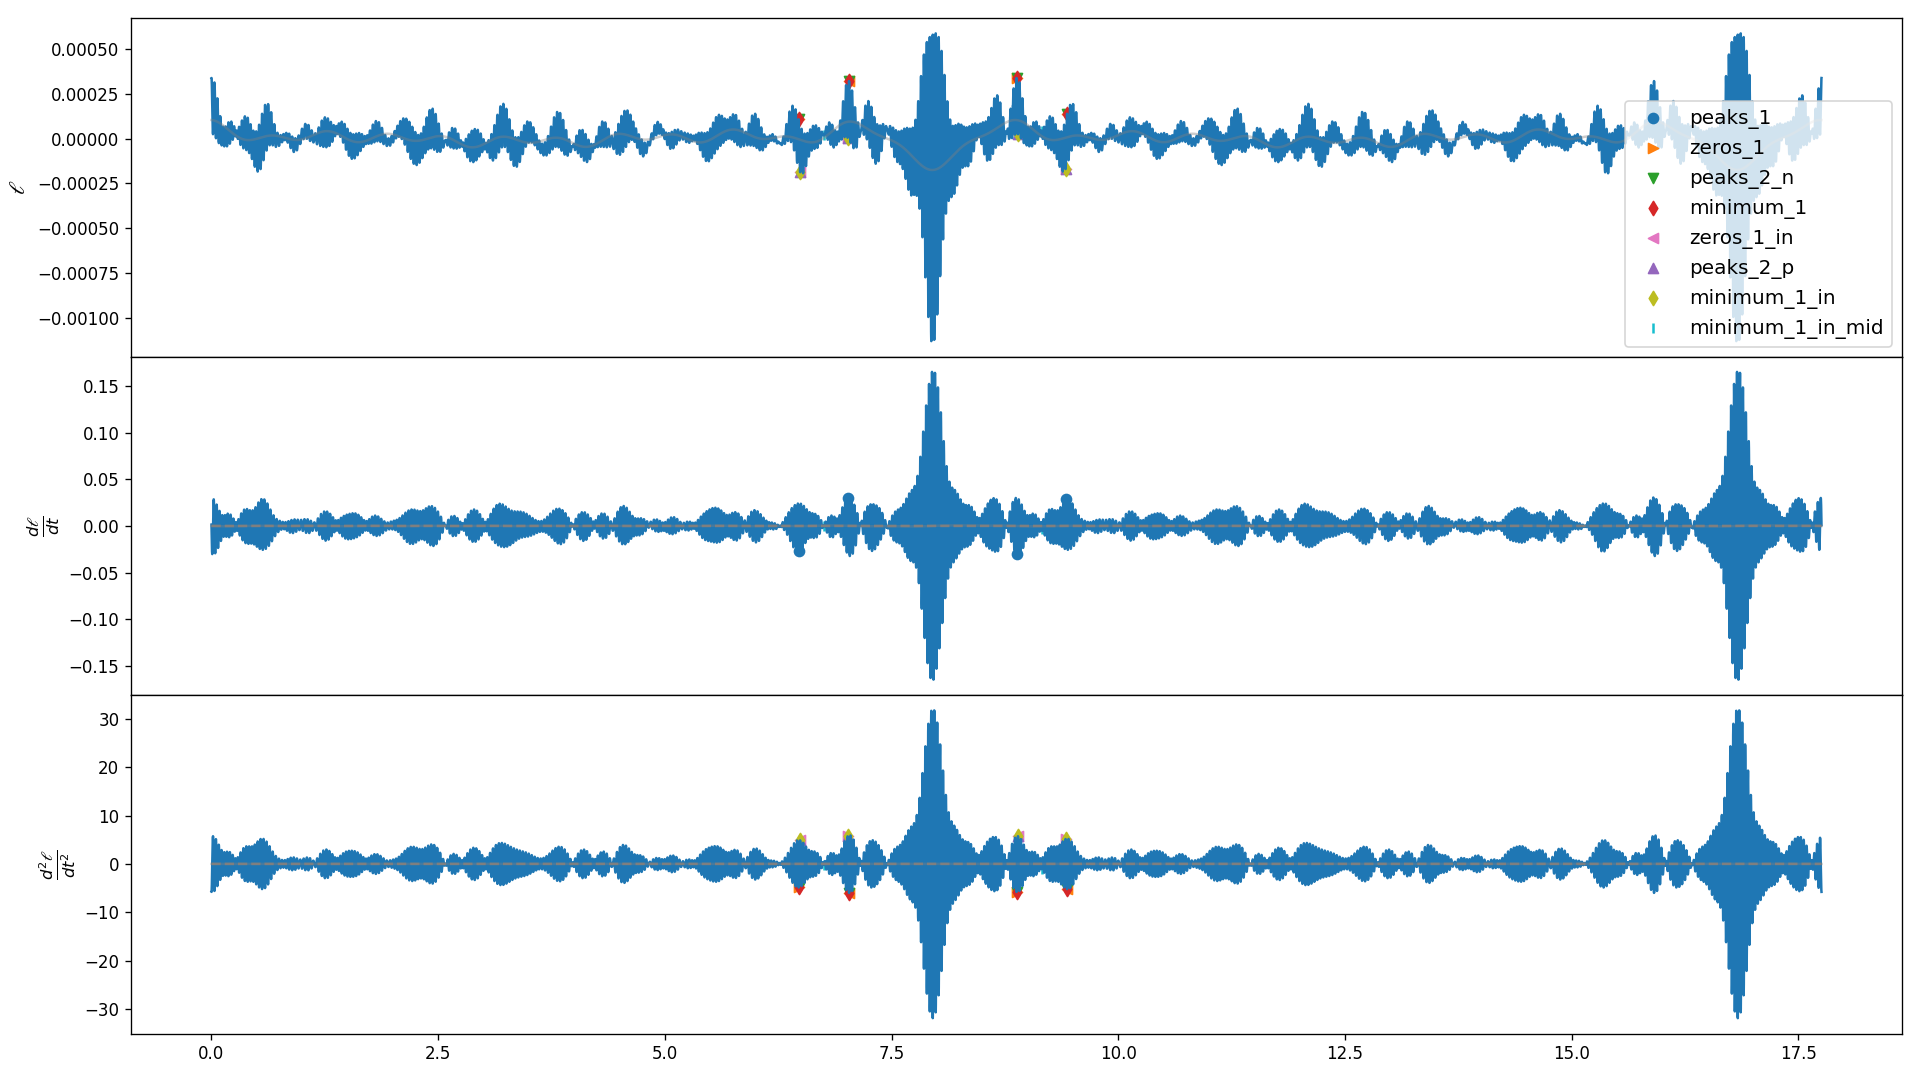 0.00050
0.00025
0.00000
−0.00025
−0.00050
−0.00075
−0.00100
ℓ
peaks_1
zeros_1
peaks_2_n
minimum_1
zeros_1_in
peaks_2_p
minimum_1_in
minimum_1_in_mid
0.15
0.10
0.05
0.00
−0.05
−0.10
−0.15
dℓ
dt
30
20
10
0
−10
−20
−30
d²ℓ
dt²
0.0 2.5 5.0 7.5 10.0 12.5 15.0 17.5